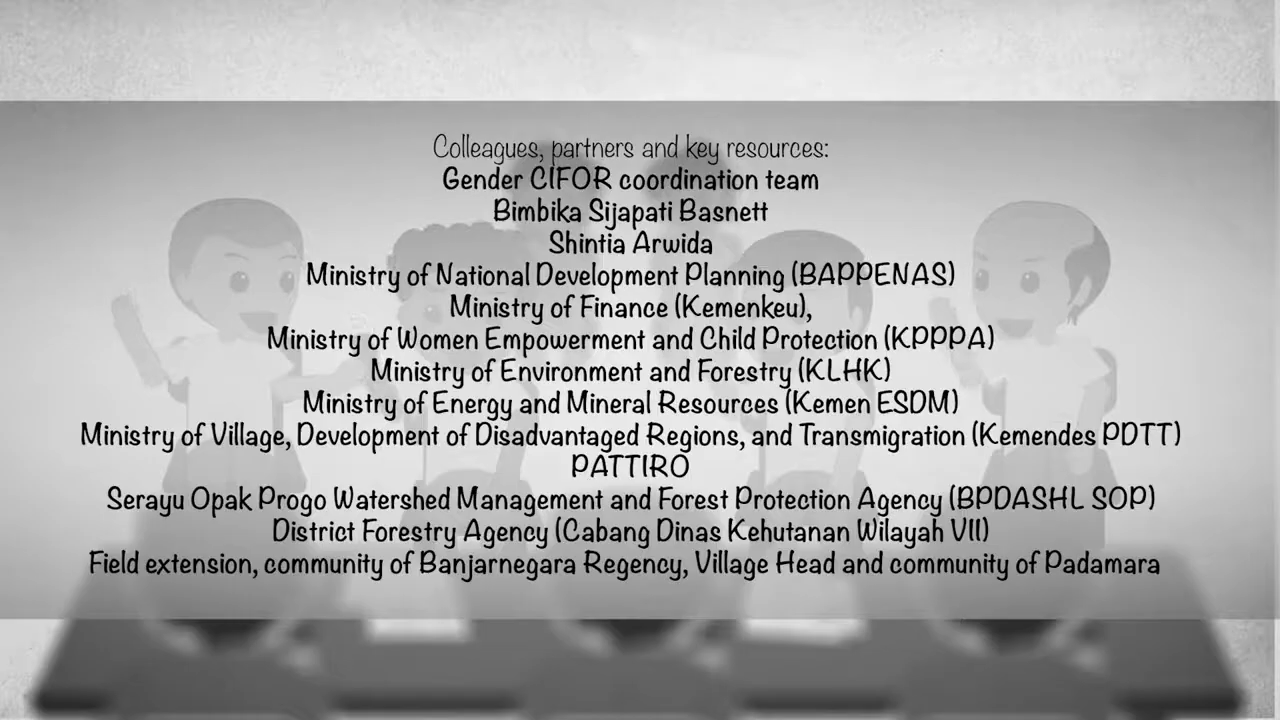 Colleagues, partners and key resources:
Gender CIFOR coordination team
Bimbika Sijapati Basnett
Shintia Arwida
Ministry of National Development Planning (BAPPENAS)
Ministry of Finance (Kemenkeu),
Ministry of Women Empowerment and Child Protection (KPPPA)
Ministry of Environment and Forestry (KLHK)
Ministry of Energy and Mineral Resources (Kemen ESDM)
Ministry of Village, Development of Disadvantaged Regions, and Transmigration (Kemendes PDTT)
PATTIRO
Serayu Opak Progo Watershed Management and Forest Protection Agency (BPDASHL SOP)
District Forestry Agency (Cabang Dinas Kehutanan Wilayah VII)
Field extension, community of Banjarnegara Regency, Village Head and community of Padamara